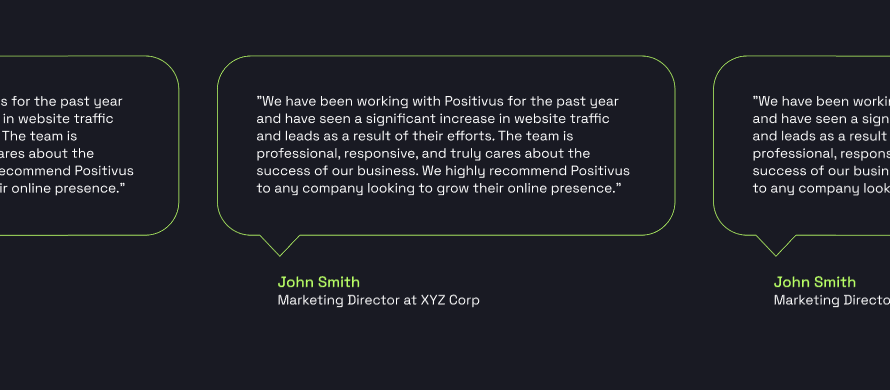 s for the past year
in website traffic
The team is
ares about the
ecommend Positivus
ir online presence."
"We have been working with Positivus for the past year
and have seen a significant increase in website traffic
and leads as a result of their efforts. The team is
professional, responsive, and truly cares about the
success of our business. We highly recommend Positivus
to any company looking to grow their online presence."
John Smith
Marketing Director at XYZ Corp
"We have been workin
and have seen a sign
and leads as a result
professional, respons
success of our busin
to any company look
John Smith
Marketing Directo